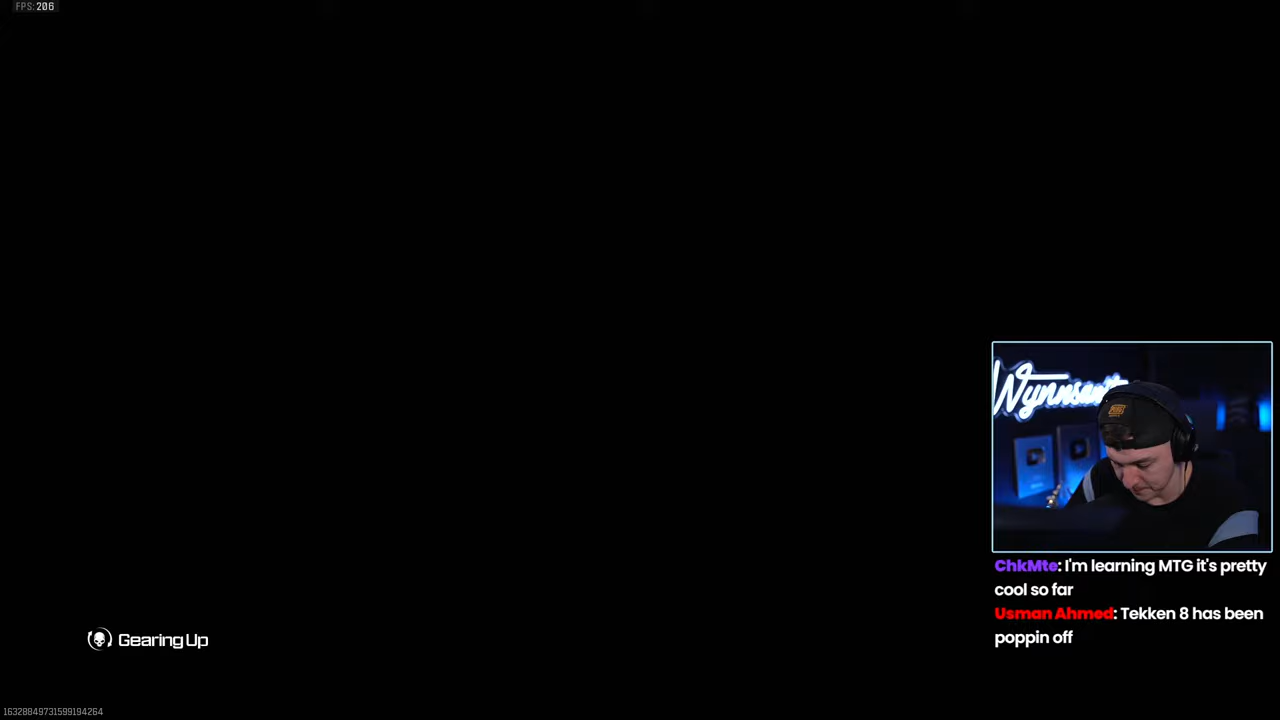 FPS: 206
ChkMte: I'm learning MTG it's pretty
cool so far
Usman Ahmed: Tekken 8 has been
poppin off
Gearing Up
16328849731599194264